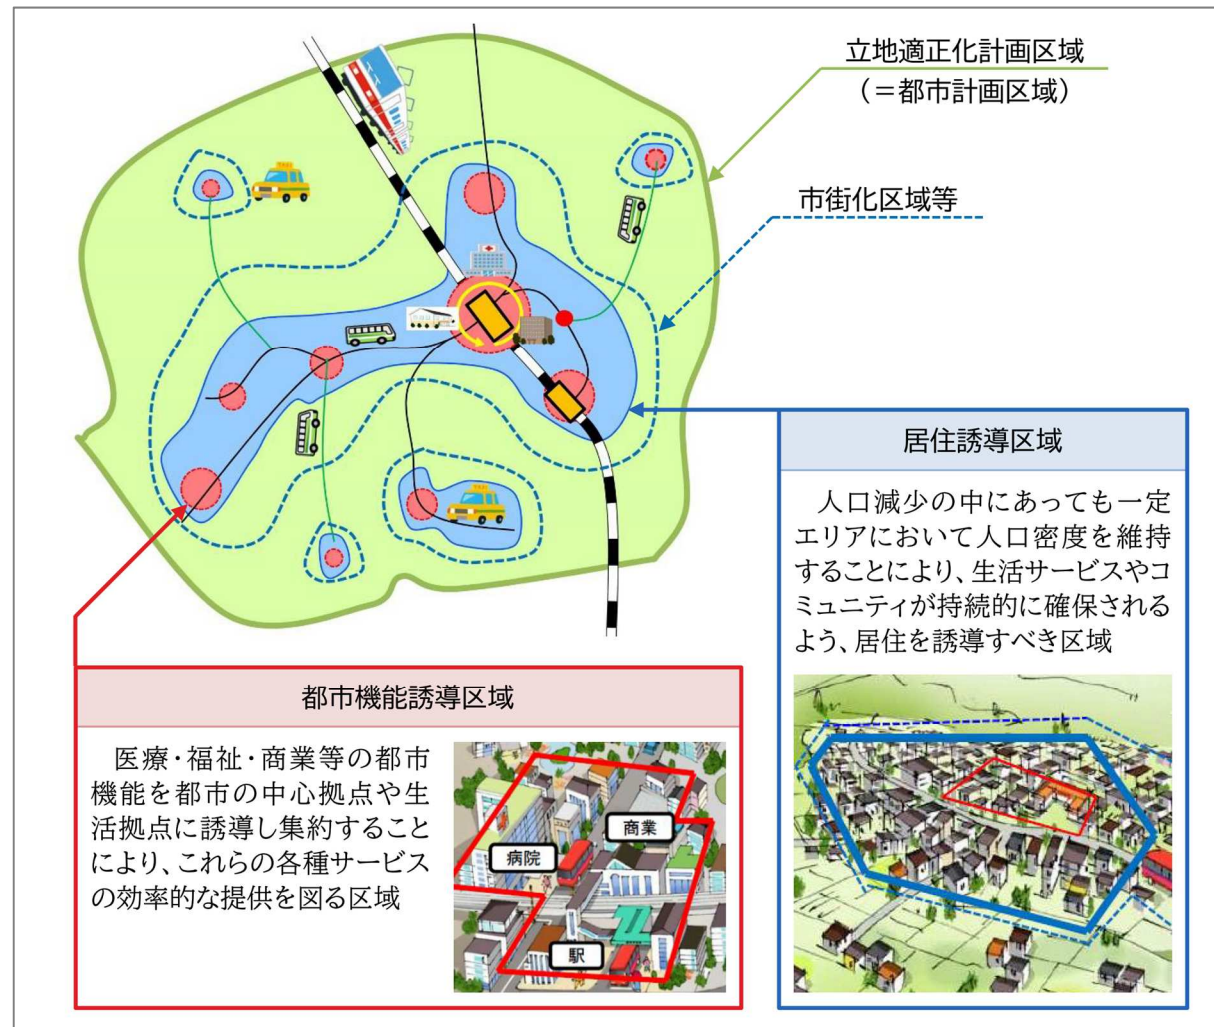 立地適正化計画区域
（＝都市計画区域）
市街化区域等
居住誘導区域
人口減少の中にあっても一定
エリアにおいて人口密度を維持
することにより、生活サービスやコ
ミュニティが持続的に確保される
よう、居住を誘導すべき区域
都市機能誘導区域
医療・福祉・商業等の都市
機能を都市の中心拠点や生
活拠点に誘導し集約すること
により、これらの各種サービス
の効率的な提供を図る区域
商業
病院
駅
TAXI
TAXI